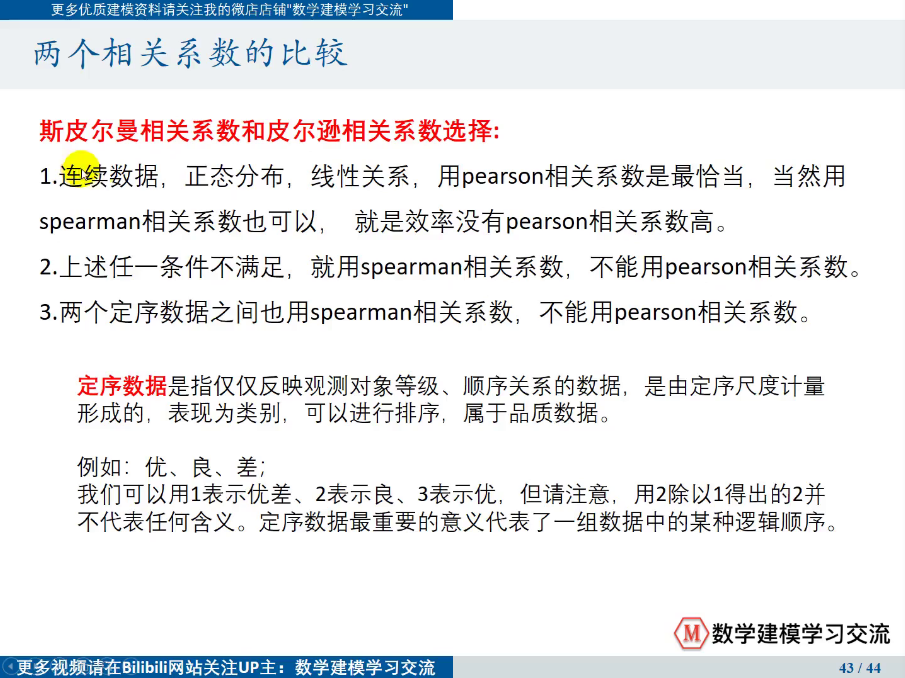 更多优质建模资料请关注我的微店店铺"数学建模学习交流"
两个相关系数的比较
斯皮尔曼相关系数和皮尔逊相关系数选择:
1.连续数据，正态分布，线性关系，用pearson相关系数是最恰当，当然用
spearman相关系数也可以， 就是效率没有pearson相关系数高。
2.上述任一条件不满足，就用spearman相关系数，不能用pearson相关系数。
3.两个定序数据之间也用spearman相关系数，不能用pearson相关系数。
定序数据是指仅仅反映观测对象等级、顺序关系的数据，是由定序尺度计量
形成的，表现为类别，可以进行排序，属于品质数据。
例如：优、良、差；
我们可以用1表示优差、2表示良、3表示优，但请注意，用2除以1得出的2并
不代表任何含义。定序数据最重要的意义代表了一组数据中的某种逻辑顺序。
M 数学建模学习交流
更多视频请在Bilibili网站关注UP主：数学建模学习交流
43 / 44